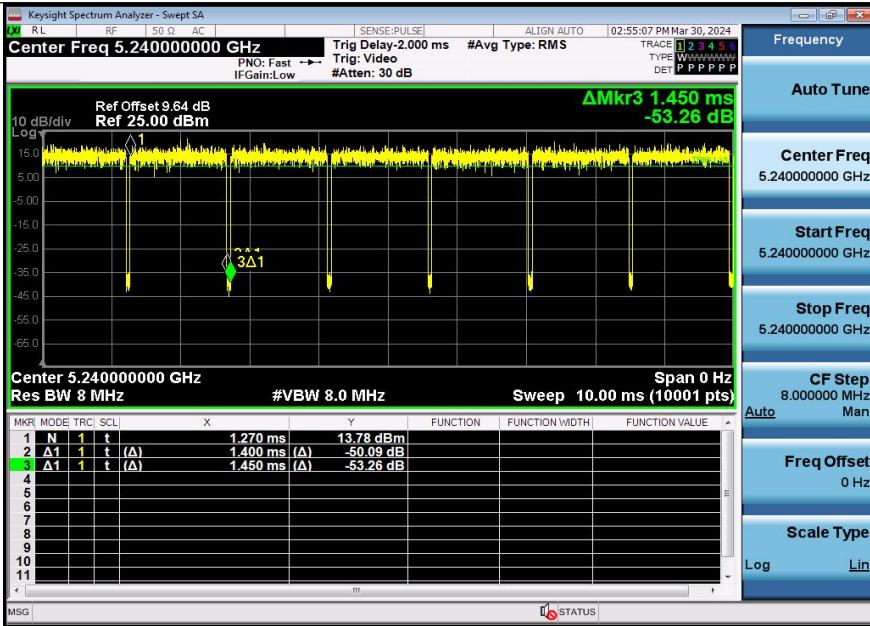 Keysight Spectrum Analyzer - Swept SA
LXI RL RF 50 Ω AC SENSE:PULSE ALIGN AUTO 02:55:07 PM Mar 30, 2024
Center Freq 5.240000000 GHz
PNO: Fast
IFGain:Low
Trig Delay-2.000 ms
Trig: Video
#Atten: 30 dB
#Avg Type: RMS
TRACE 1 2 3 4 5 6
TYPE WWWWWW
DET P P P P P P
ΔMkr3 1.450 ms
-53.26 dB
Ref Offset 9.64 dB
10 dB/div Ref 25.00 dBm
Log
15.0
5.00
-5.00
-15.0
-25.0
-35.0
-45.0
-55.0
-65.0
1
3Δ1
Center 5.240000000 GHz Span 0 Hz
Res BW 8 MHz #VBW 8.0 MHz Sweep 10.00 ms (10001 pts)
MKR MODE TRC SCL X Y FUNCTION FUNCTION WIDTH FUNCTION VALUE
1 N 1 t 1.270 ms 13.78 dBm
2 Δ1 1 t (Δ) 1.400 ms (Δ) -50.09 dB
3 Δ1 1 t (Δ) 1.450 ms (Δ) -53.26 dB
4
5
6
7
8
9
10
11
MSG STATUS
Frequency
Auto Tune
Center Freq
5.240000000 GHz
Start Freq
5.240000000 GHz
Stop Freq
5.240000000 GHz
CF Step
8.000000 MHz
Auto Man
Freq Offset
0 Hz
Scale Type
Log Lin